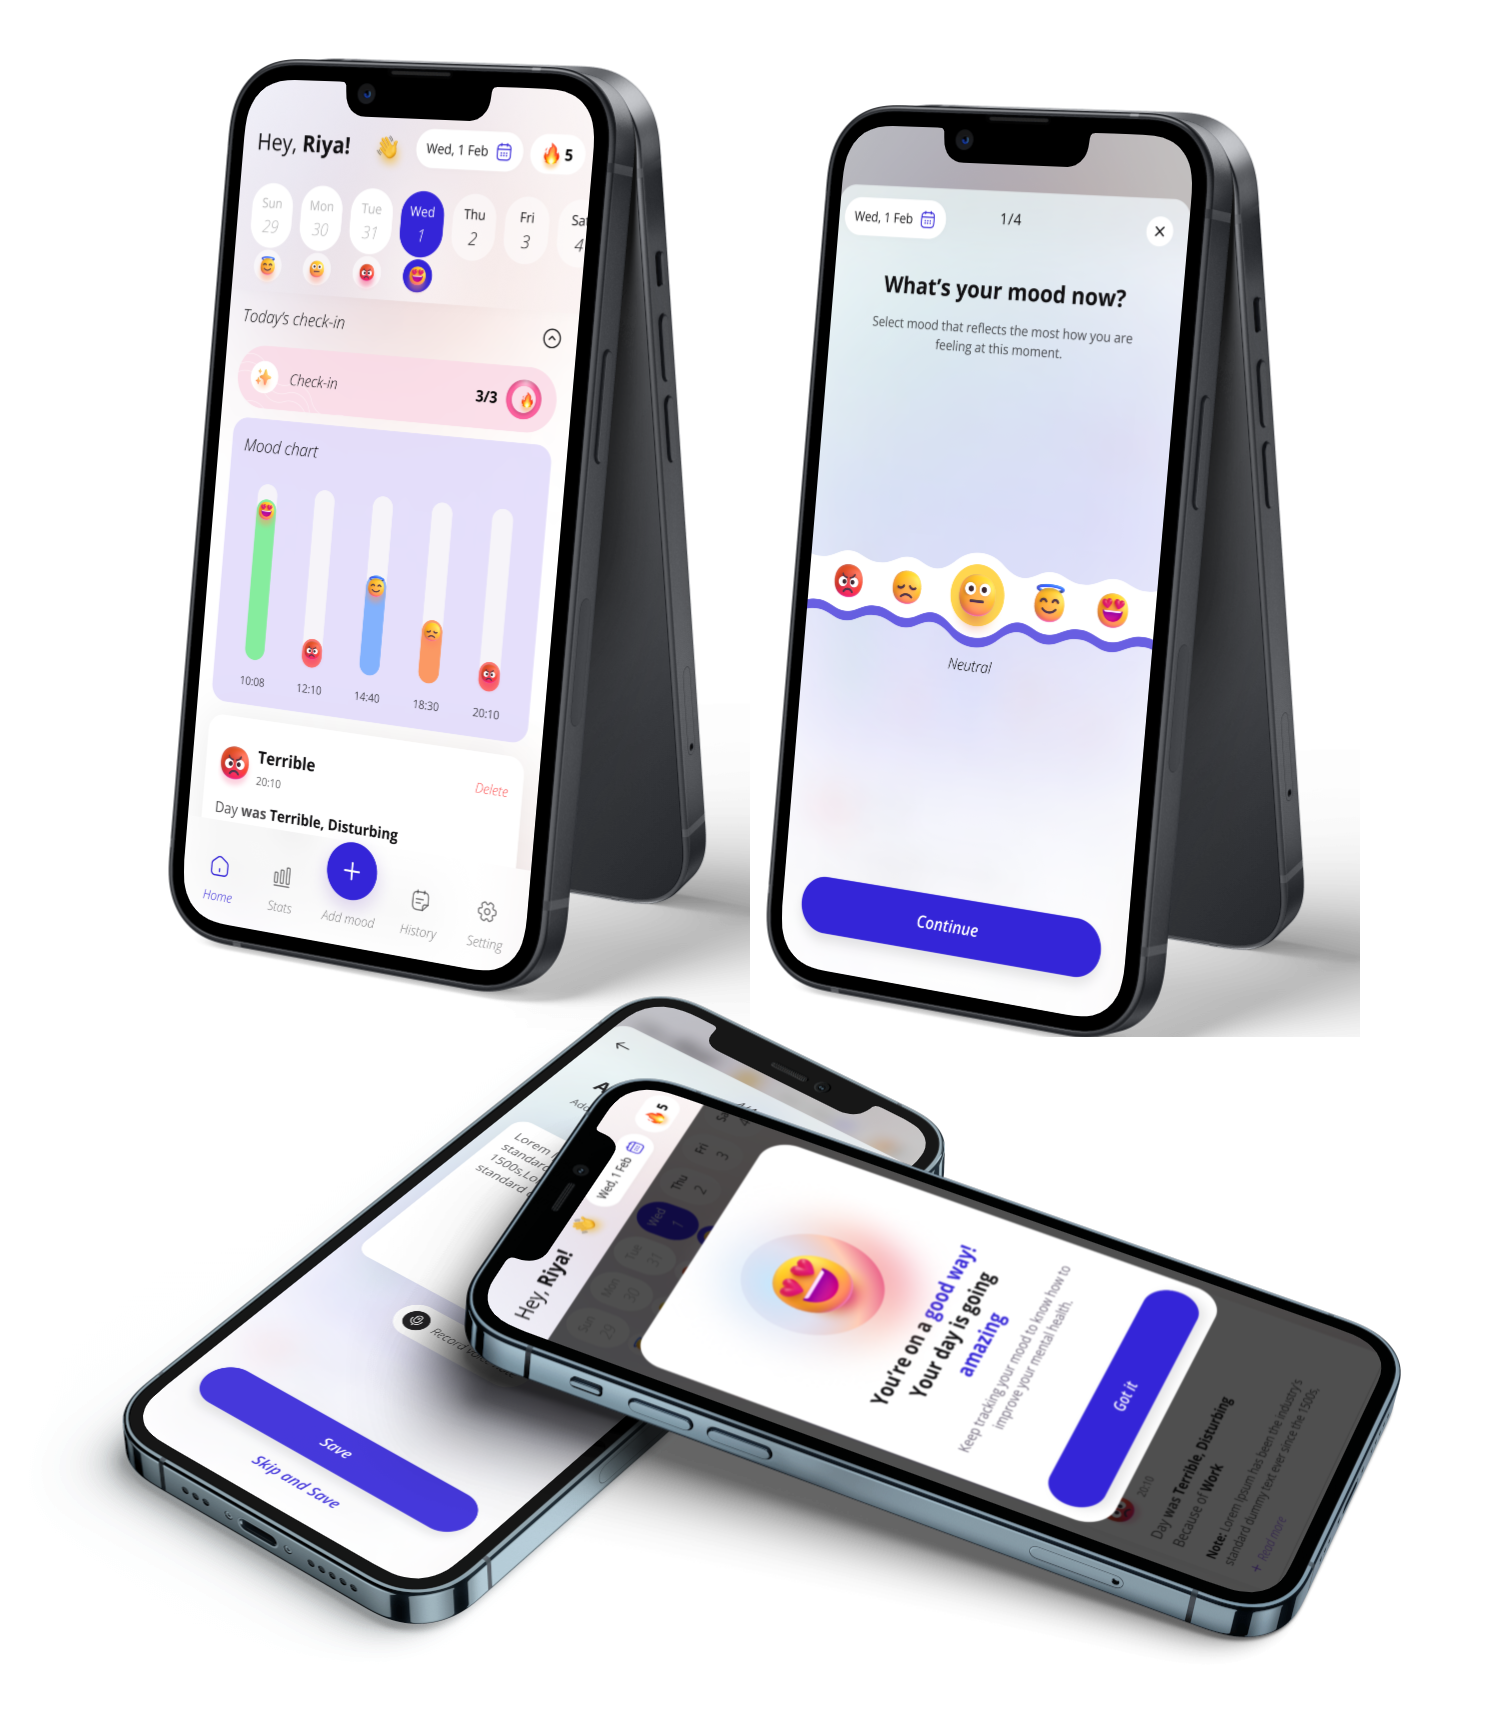 Hey, Riya!
Wed, 1 Feb
5
Sun
29
Mon
30
Tue
31
Wed
1
Thu
2
Fri
3
Sat
4
Today's check-in
Check-in
3/3
Mood chart
10:08
12:10
14:40
18:30
20:10
Terrible
20:10
Delete
Day was Terrible, Disturbing
Home
Stats
Add mood
History
Setting
Wed, 1 Feb
1/4
What's your mood now?
Select mood that reflects the most how you are
feeling at this moment.
Neutral
Continue
Lorem
standard
1500s,Lo
standard
Record
Save
Skip and Save
Hey, Riya!
Wed, 1 Feb
5
Sun
29
Mon
30
Tue
31
Wed
1
Thu
2
Fri
3
4
You're on a good way!
Your day is going
amazing
Keep tracking your mood to know how to
improve your mental health.
Got it
20:10
Day was Terrible, Disturbing
Because of Work
Note: Lorem Ipsum has been the industry's
standard dummy text ever since the 1500s,
+ Read more